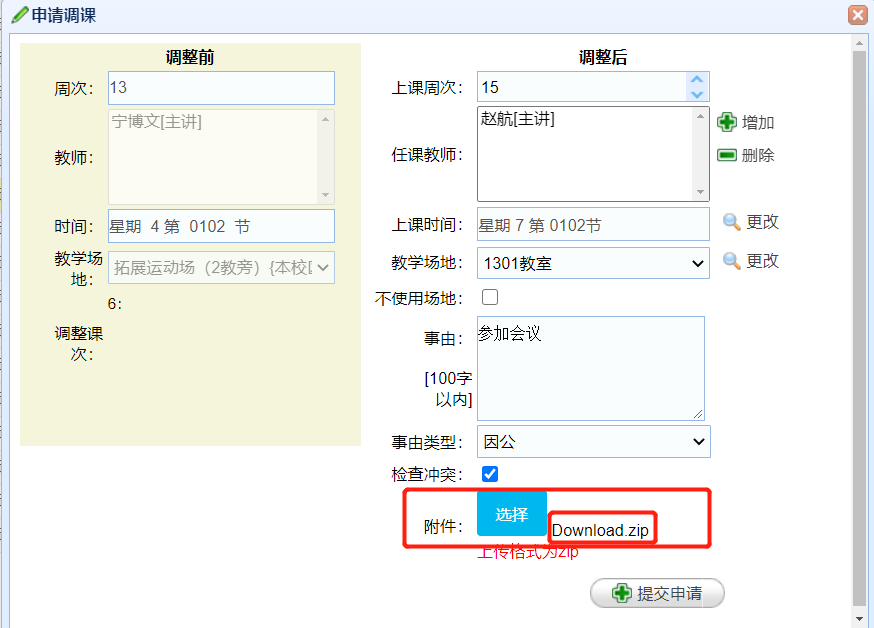 申请调课
调整前
周次：
13
教师：
宁博文[主讲]
时间：
星期 4 第 0102 节
教学场
地：
拓展运动场（2教旁）{本校[
6：
调整课
次：
调整后
上课周次：
15
任课教师：
赵航[主讲]
增加
删除
上课时间：
星期 7 第 0102节
更改
教学场地：
1301教室
更改
不使用场地：
事由：
[100字
以内]
参加会议
事由类型：
因公
检查冲突：
附件：
选择
Download.zip
上传格式为zip
提交申请